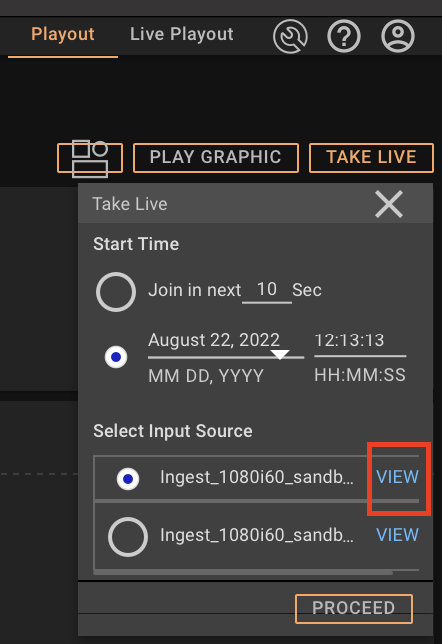 Playout Live Playout
PLAY GRAPHIC TAKE LIVE
Take Live
Start Time
Join in next 10 Sec
August 22, 2022 12:13:13
MM DD, YYYY HH:MM:SS
Select Input Source
Ingest_1080i60_sandb... VIEW
Ingest_1080i60_sandb... VIEW
PROCEED